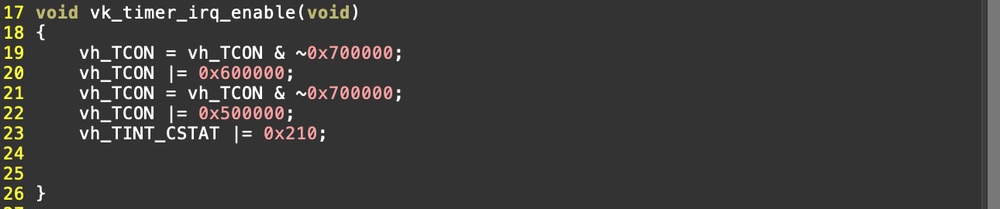 17 void vk_timer_irq_enable(void)
18 {
19     vh_TCON = vh_TCON & ~0x700000;
20     vh_TCON |= 0x600000;
21     vh_TCON = vh_TCON & ~0x700000;
22     vh_TCON |= 0x500000;
23     vh_TINT_CSTAT |= 0x210;
24
25
26 }